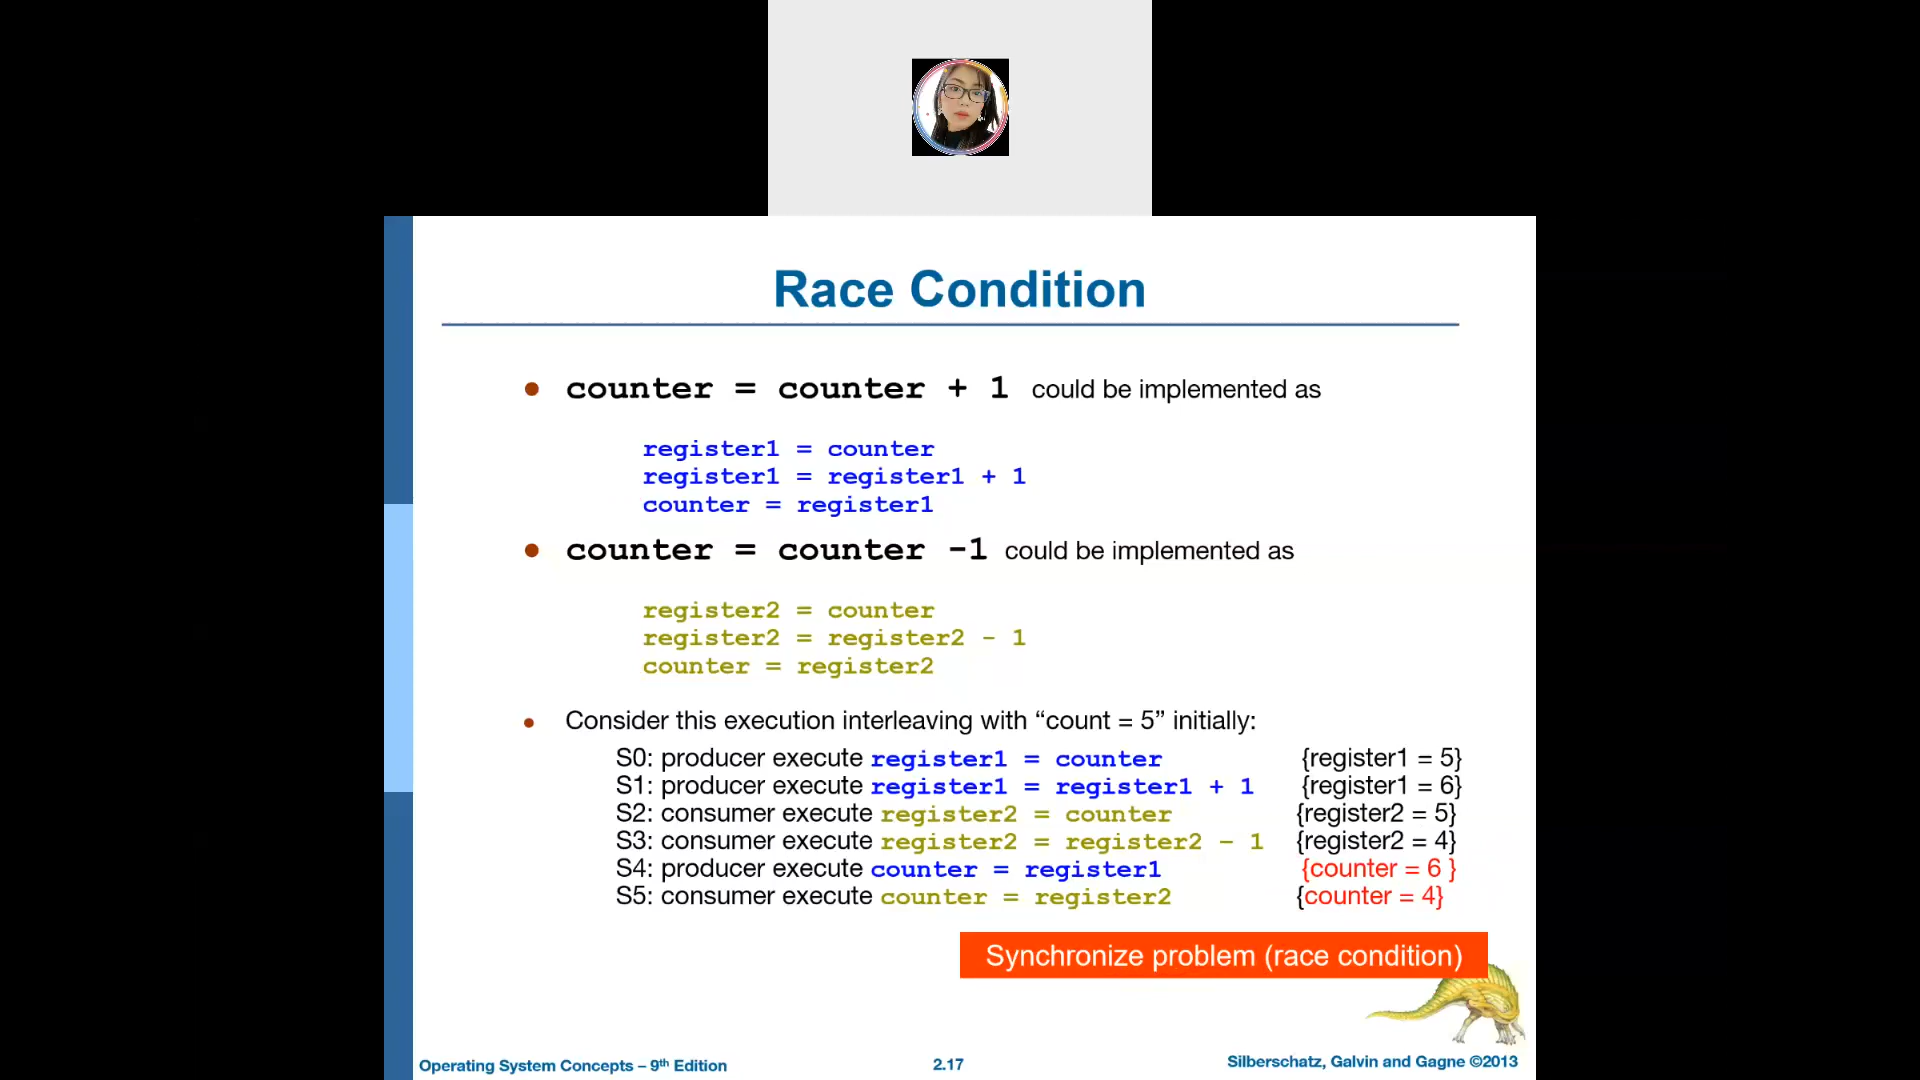 Race Condition
counter = counter + 1 could be implemented as
register1 = counter
register1 = register1 + 1
counter = register1
counter = counter -1 could be implemented as
register2 = counter
register2 = register2 - 1
counter = register2
Consider this execution interleaving with “count = 5” initially:
S0: producer execute register1 = counter {register1 = 5}
S1: producer execute register1 = register1 + 1 {register1 = 6}
S2: consumer execute register2 = counter {register2 = 5}
S3: consumer execute register2 = register2 – 1 {register2 = 4}
S4: producer execute counter = register1 {counter = 6 }
S5: consumer execute counter = register2 {counter = 4}
Synchronize problem (race condition)
Operating System Concepts – 9th Edition 2.17 Silberschatz, Galvin and Gagne ©2013